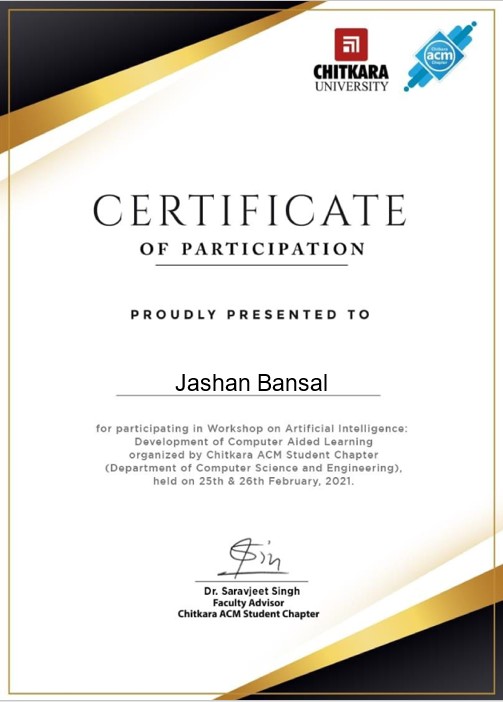 CHITKARA
UNIVERSITY
Chitkara
acm
Chapter
CERTIFICATE
OF PARTICIPATION
PROUDLY PRESENTED TO
Jashan Bansal
for participating in Workshop on Artificial Intelligence:
Development of Computer Aided Learning
organized by Chitkara ACM Student Chapter
(Department of Computer Science and Engineering),
held on 25th & 26th February, 2021.
Dr. Saravjeet Singh
Faculty Advisor
Chitkara ACM Student Chapter